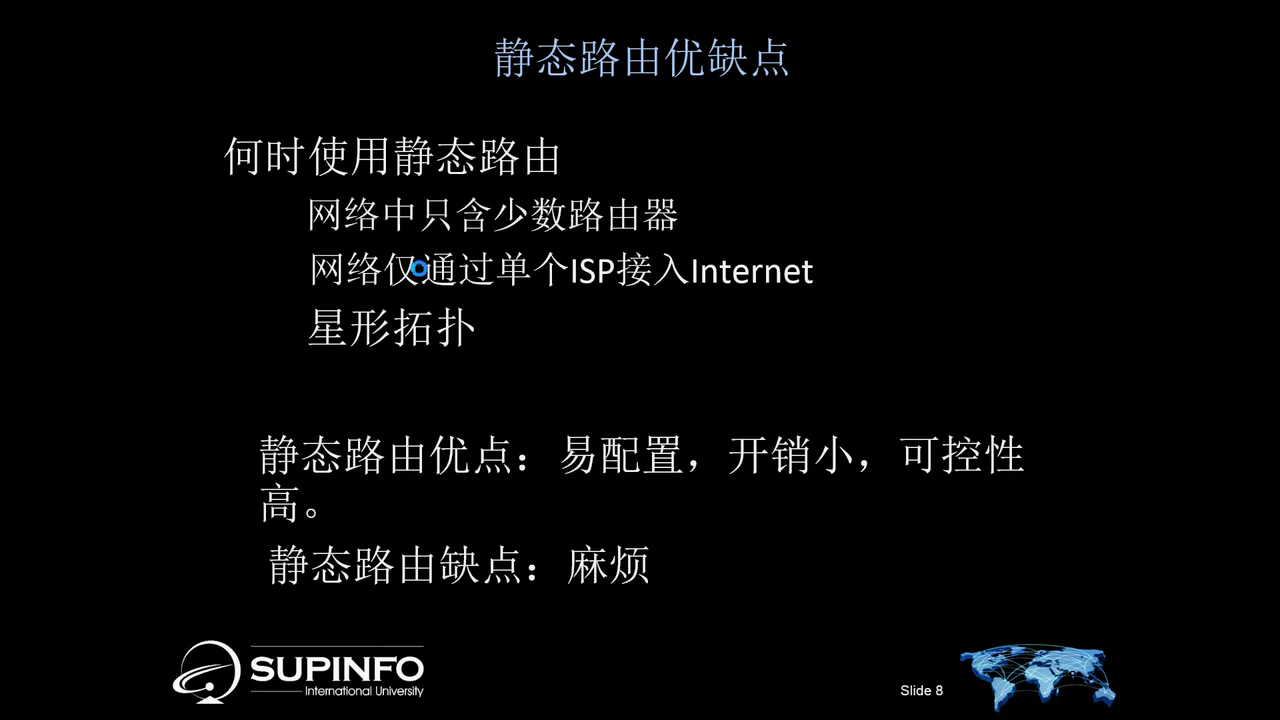 静态路由优缺点
何时使用静态路由
网络中只含少数路由器
网络仅通过单个ISP接入Internet
星形拓扑
静态路由优点：易配置，开销小，可控性
高。
静态路由缺点：麻烦
SUPINFO
International University
Slide 8